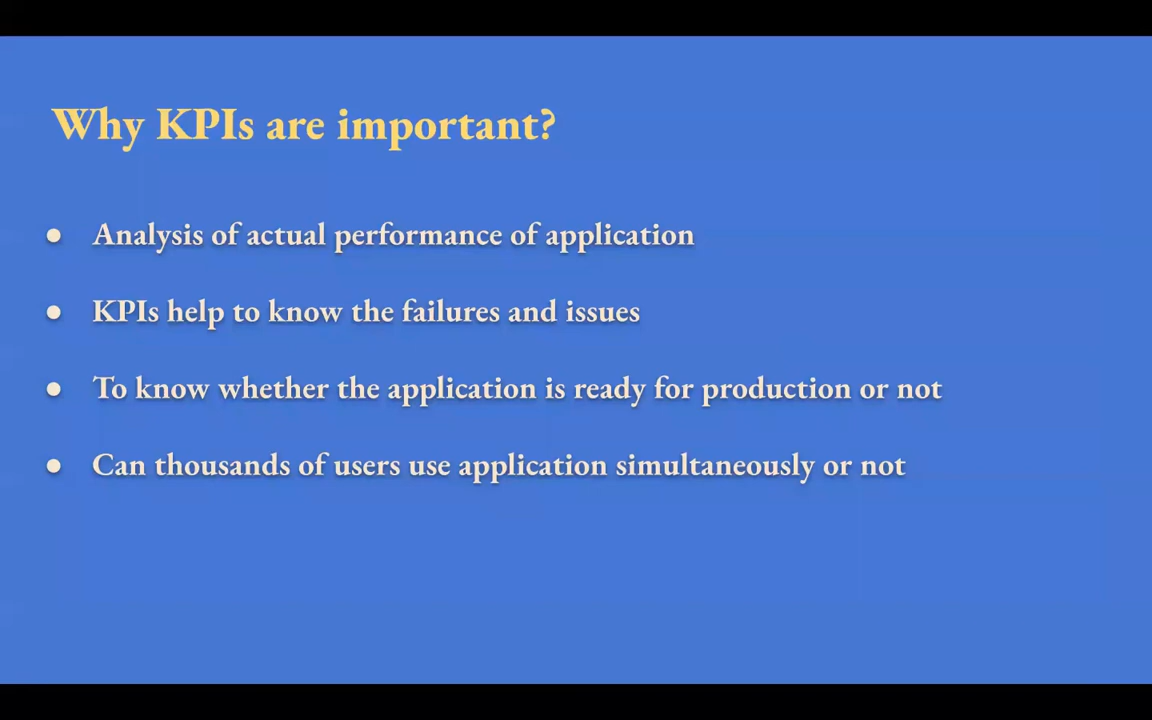 Why KPIs are important?
● Analysis of actual performance of application
● KPIs help to know the failures and issues
● To know whether the application is ready for production or not
● Can thousands of users use application simultaneously or not